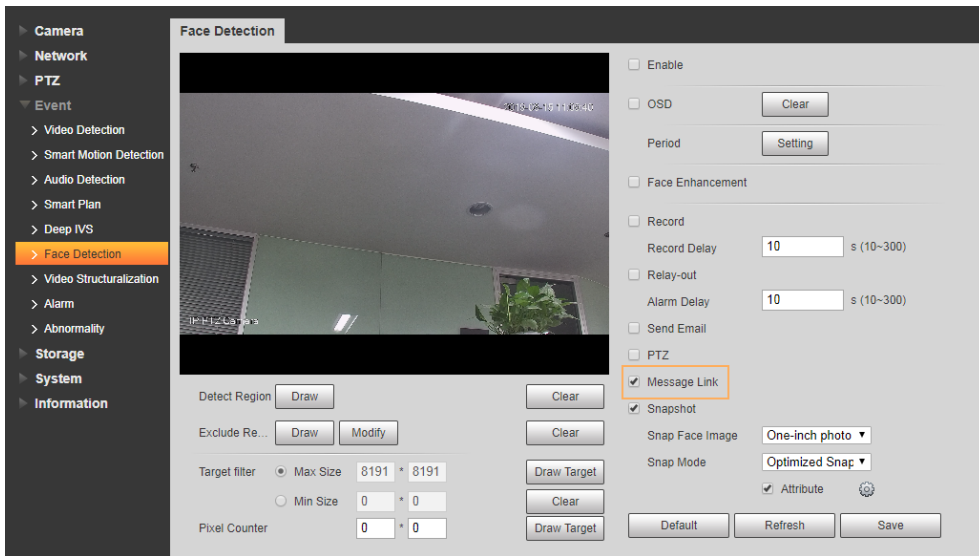 Camera
Network
PTZ
Event
> Video Detection
> Smart Motion Detection
> Audio Detection
> Smart Plan
> Deep IVS
> Face Detection
> Video Structuralization
> Alarm
> Abnormality
Storage
System
Information
Face Detection
IP PTZ Camera
Detect Region Draw Clear
Exclude Re... Draw Modify Clear
Target filter Max Size 8191 * 8191 Draw Target
Min Size 0 * 0 Clear
Pixel Counter 0 * 0 Draw Target
Enable
OSD Clear
Period Setting
Face Enhancement
Record
Record Delay 10 s (10~300)
Relay-out
Alarm Delay 10 s (10~300)
Send Email
PTZ
Message Link
Snapshot
Snap Face Image One-inch photo
Snap Mode Optimized Snap
Attribute
Default Refresh Save